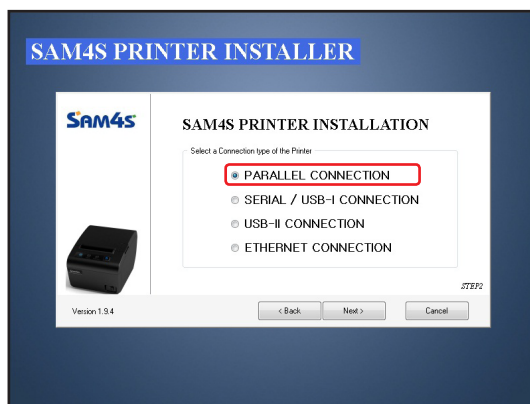 SAM4S PRINTER INSTALLER
SAM4S
SAM4S PRINTER INSTALLATION
Select a Connection type of the Printer
PARALLEL CONNECTION
SERIAL / USB-I CONNECTION
USB-II CONNECTION
ETHERNET CONNECTION
STEP2
Version 1.9.4
< Back
Next >
Cancel